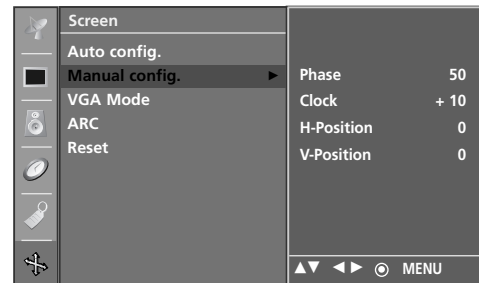 Screen
Auto config.
Manual config. ►
VGA Mode
ARC
Reset
Phase 50
Clock + 10
H-Position 0
V-Position 0
▲▼ ◄► ◉ MENU